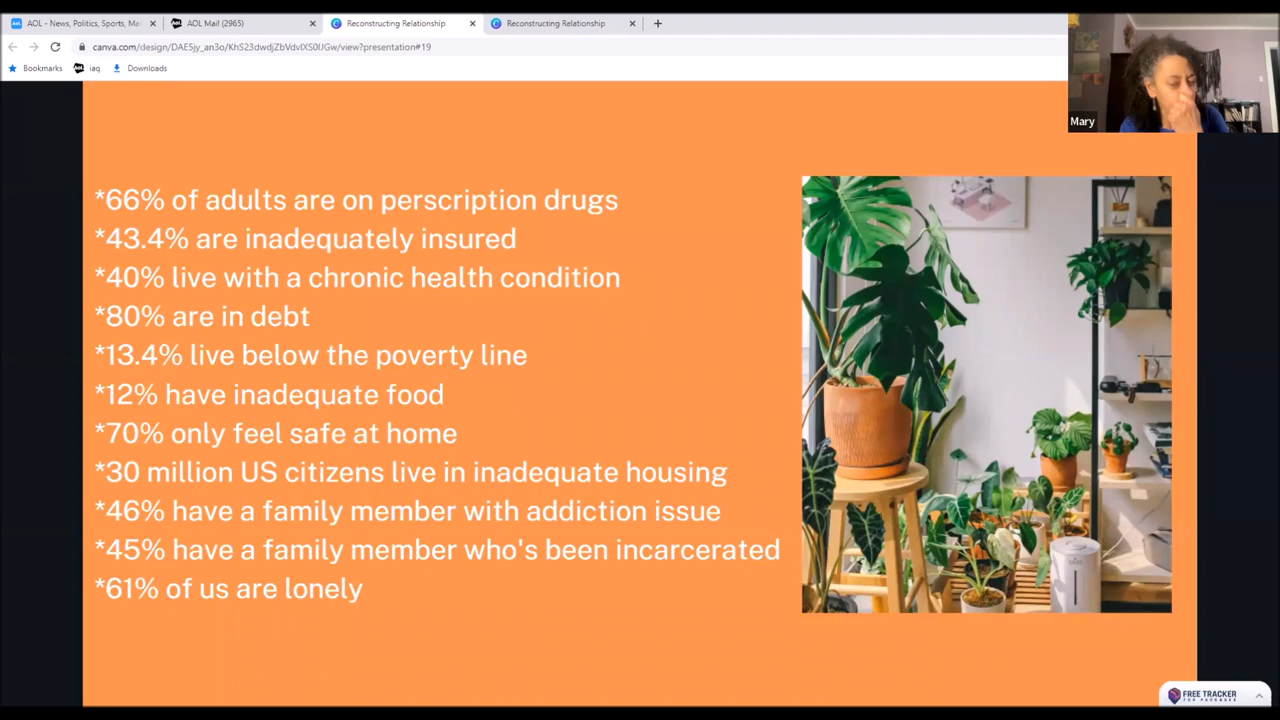 AOL - News, Politics, Sports, Ma
AOL Mail (2965)
Reconstructing Relationship
Reconstructing Relationship
canva.com/design/DAE5jy_an3o/KhS23dwdjZbVdvIXS0lJGw/view?presentation#19
Bookmarks
iaq
Downloads
Mary
*66% of adults are on perscription drugs
*43.4% are inadequately insured
*40% live with a chronic health condition
*80% are in debt
*13.4% live below the poverty line
*12% have inadequate food
*70% only feel safe at home
*30 million US citizens live in inadequate housing
*46% have a family member with addiction issue
*45% have a family member who's been incarcerated
*61% of us are lonely
FREE TRACKER
FOR PACKAGES